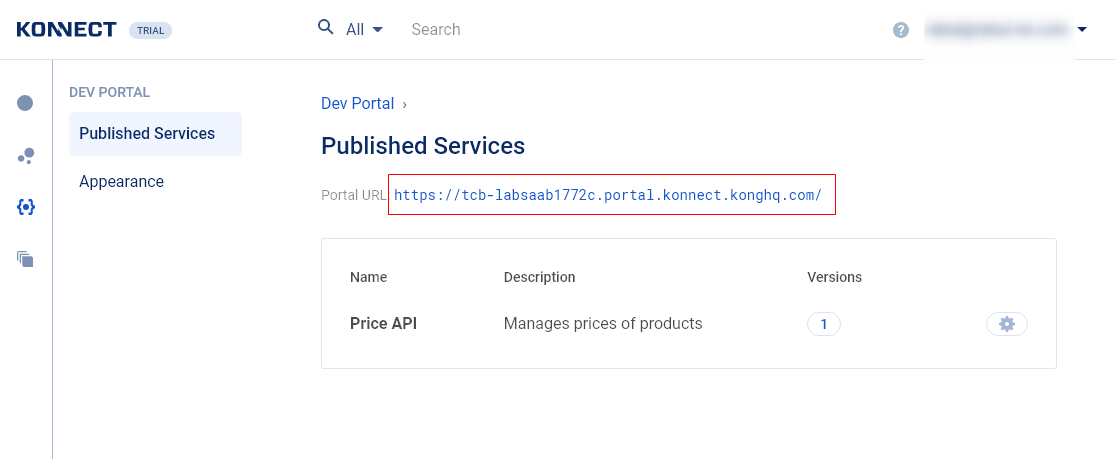 KONNECT TRIAL All Search ?
DEV PORTAL
Published Services
Appearance
Dev Portal ›
Published Services
Portal URL https://tcb-labsaab1772c.portal.konnect.konghq.com/
Name Description Versions
Price API Manages prices of products 1